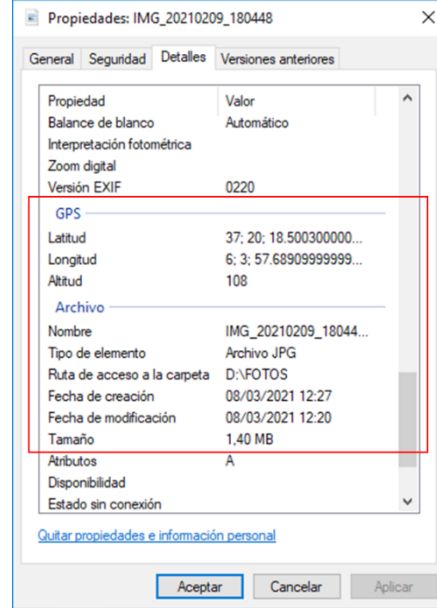 Propiedades: IMG_20210209_180448
General Seguridad Detalles Versiones anteriores
Propiedad Valor
Balance de blanco Automático
Interpretación fotométrica
Zoom digital
Versión EXIF 0220
GPS
Latitud 37; 20; 18.500300000...
Longitud 6; 3; 57.68909999999...
Altitud 108
Archivo
Nombre IMG_20210209_18044...
Tipo de elemento Archivo JPG
Ruta de acceso a la carpeta D:\FOTOS
Fecha de creación 08/03/2021 12:27
Fecha de modificación 08/03/2021 12:20
Tamaño 1,40 MB
Atributos A
Disponibilidad
Estado sin conexión
Quitar propiedades e información personal
Aceptar Cancelar Aplicar